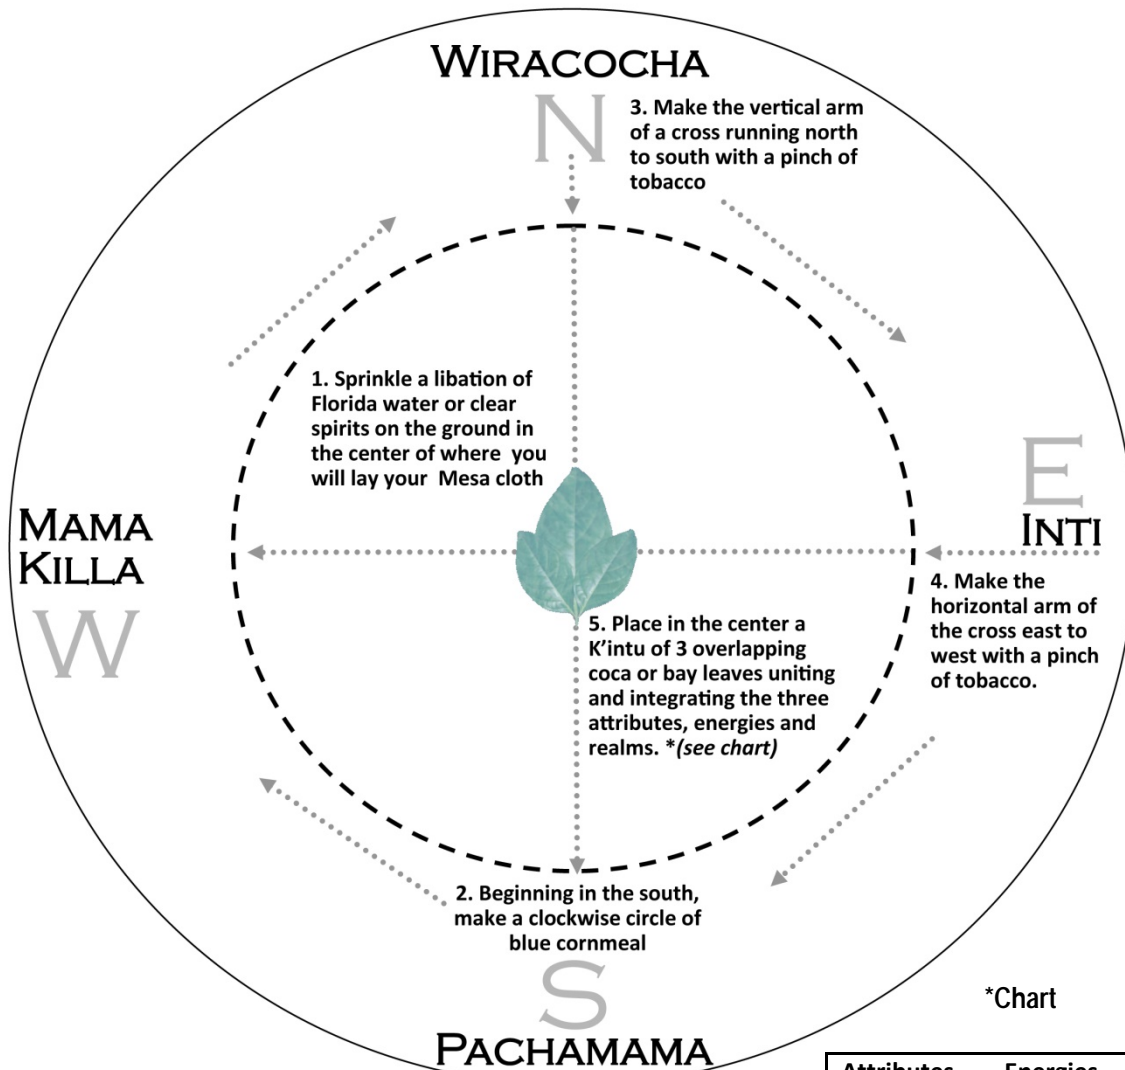 WIRACOCHA
N
3. Make the vertical arm
of a cross running north
to south with a pinch of
tobacco
1. Sprinkle a libation of
Florida water or clear
spirits on the ground in
the center of where you
will lay your Mesa cloth
E
INTI
MAMA
KILLA
W
4. Make the
horizontal arm of
the cross east to
west with a pinch
of tobacco.
5. Place in the center a
K'intu of 3 overlapping
coca or bay leaves uniting
and integrating the three
attributes, energies and
realms. *(see chart)
2. Beginning in the south,
make a clockwise circle of
blue cornmeal
S
PACHAMAMA
*Chart
Attributes Energies